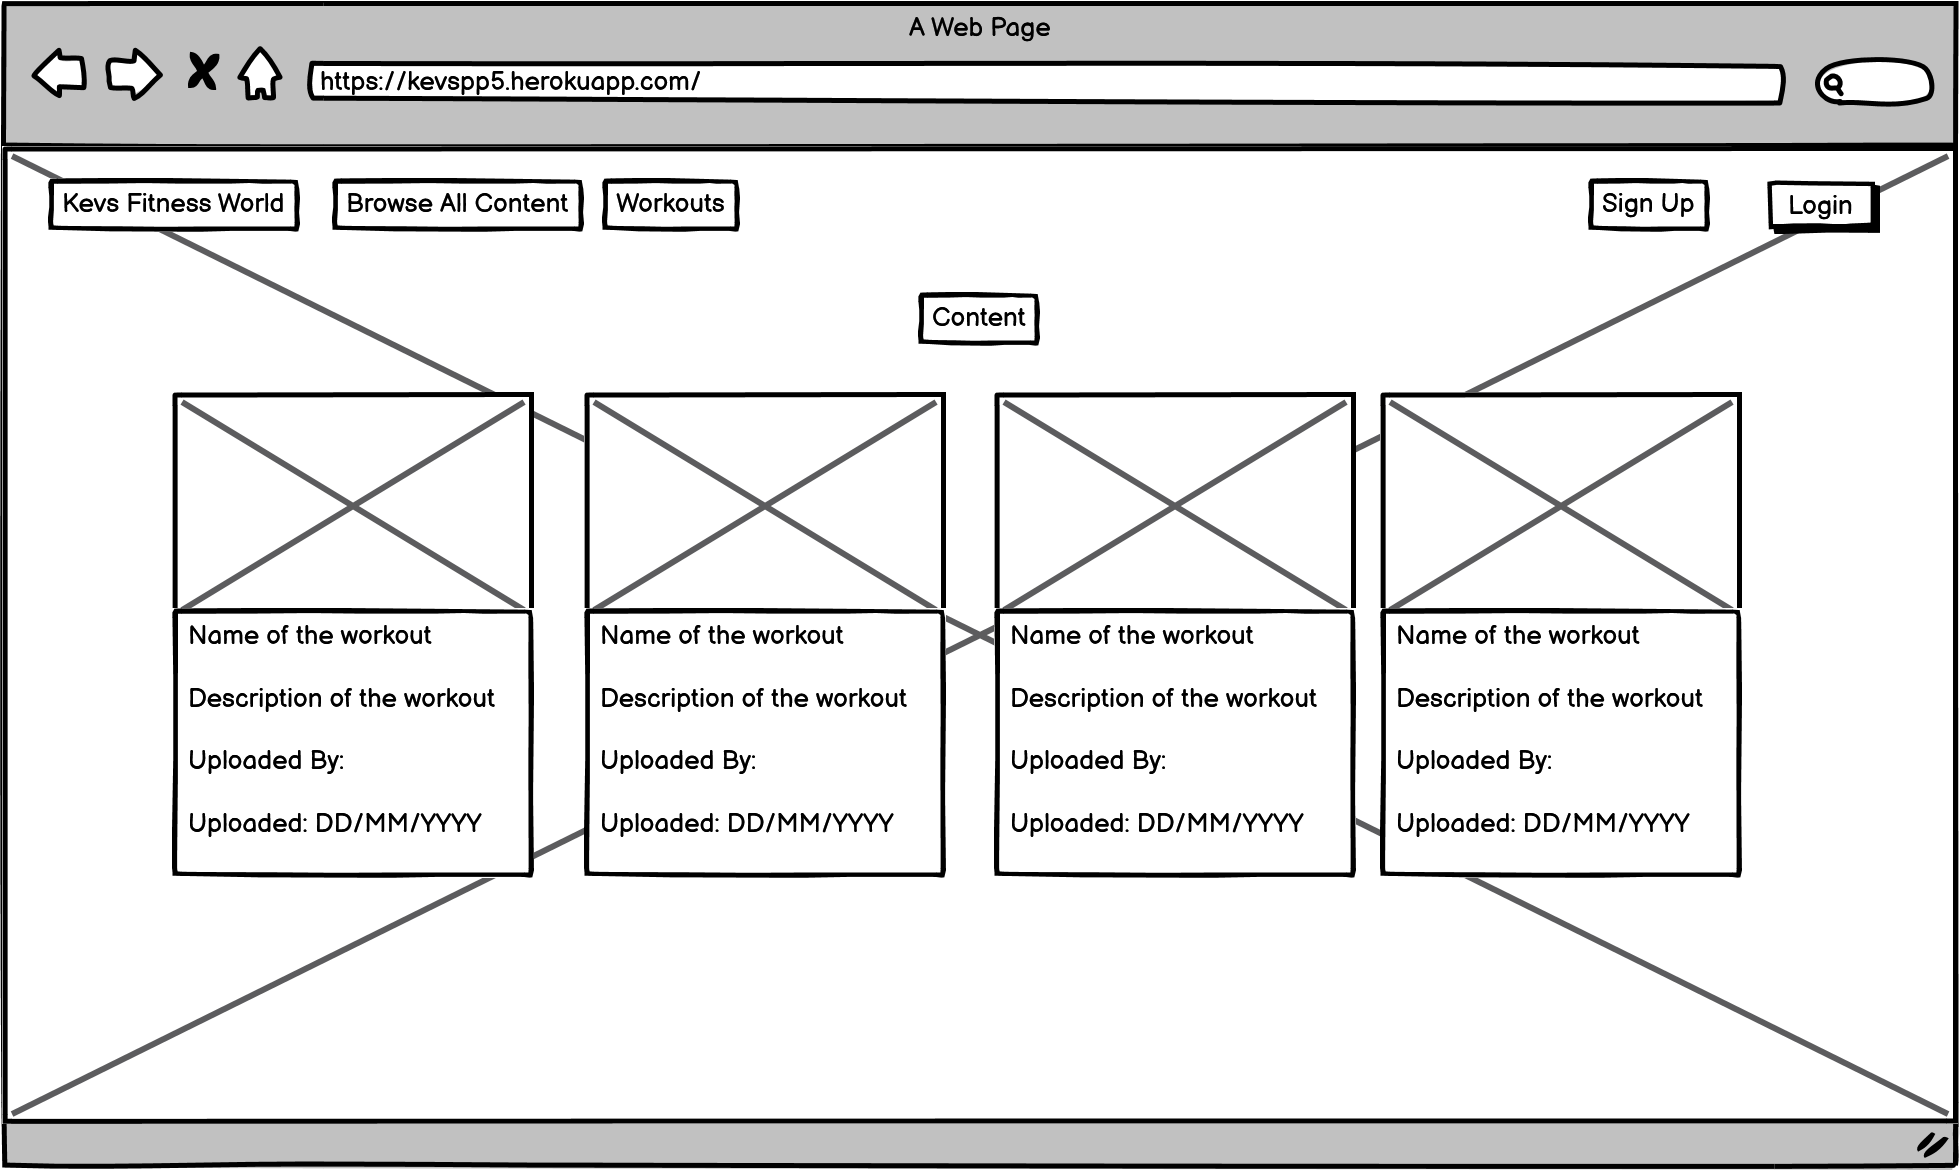 A Web Page
https://kevspp5.herokuapp.com/
Kevs Fitness World
Browse All Content
Workouts
Sign Up
Login
Content
Name of the workout
Description of the workout
Uploaded By:
Uploaded: DD/MM/YYYY
Name of the workout
Description of the workout
Uploaded By:
Uploaded: DD/MM/YYYY
Name of the workout
Description of the workout
Uploaded By:
Uploaded: DD/MM/YYYY
Name of the workout
Description of the workout
Uploaded By:
Uploaded: DD/MM/YYYY